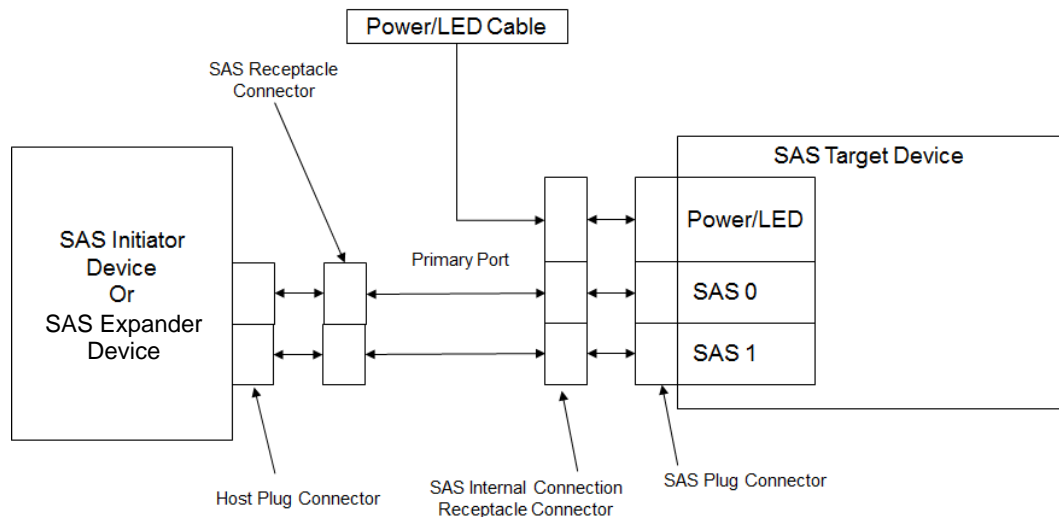 Power/LED Cable
SAS Receptacle
Connector
SAS Target Device
Power/LED
SAS Initiator
Device
Or
SAS Expander
Device
Primary Port
SAS 0
SAS 1
Host Plug Connector
SAS Internal Connection
Receptacle Connector
SAS Plug Connector